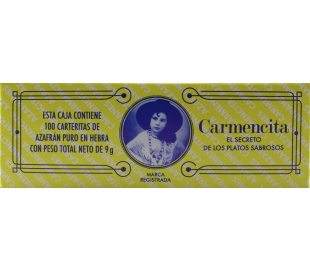 ESTA CAJA CONTIENE
100 CARTERITAS DE
AZAFRÁN PURO EN HEBRA
CON PESO TOTAL NETO DE 9 g
MARCA
REGISTRADA
Carmencita
EL SECRETO
DE LOS PLATOS SABROSOS